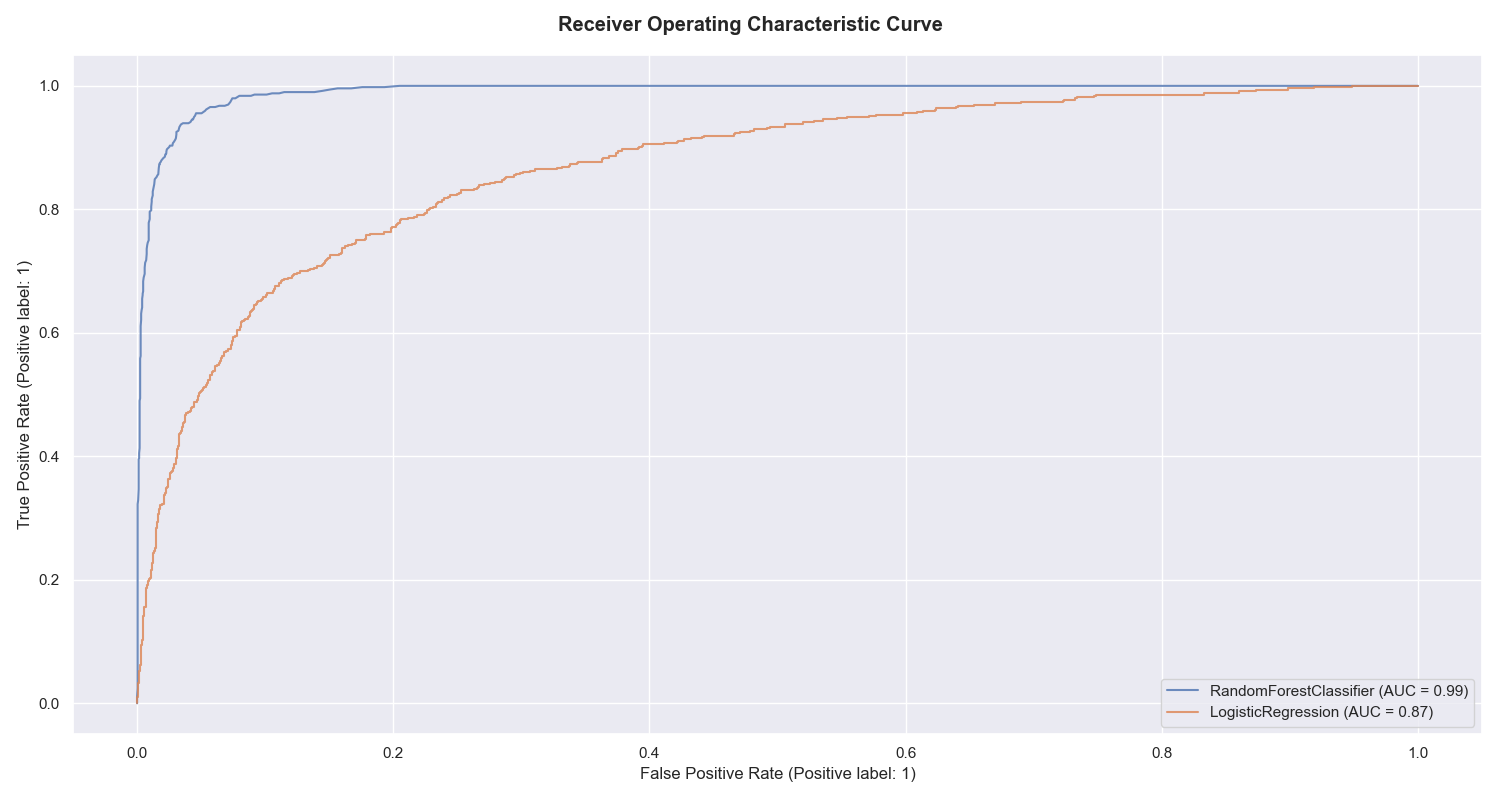 Receiver Operating Characteristic Curve
True Positive Rate (Positive label: 1)
1.0
0.8
0.6
0.4
0.2
0.0
RandomForestClassifier (AUC = 0.99)
LogisticRegression (AUC = 0.87)
0.0 0.2 0.4 0.6 0.8 1.0
False Positive Rate (Positive label: 1)